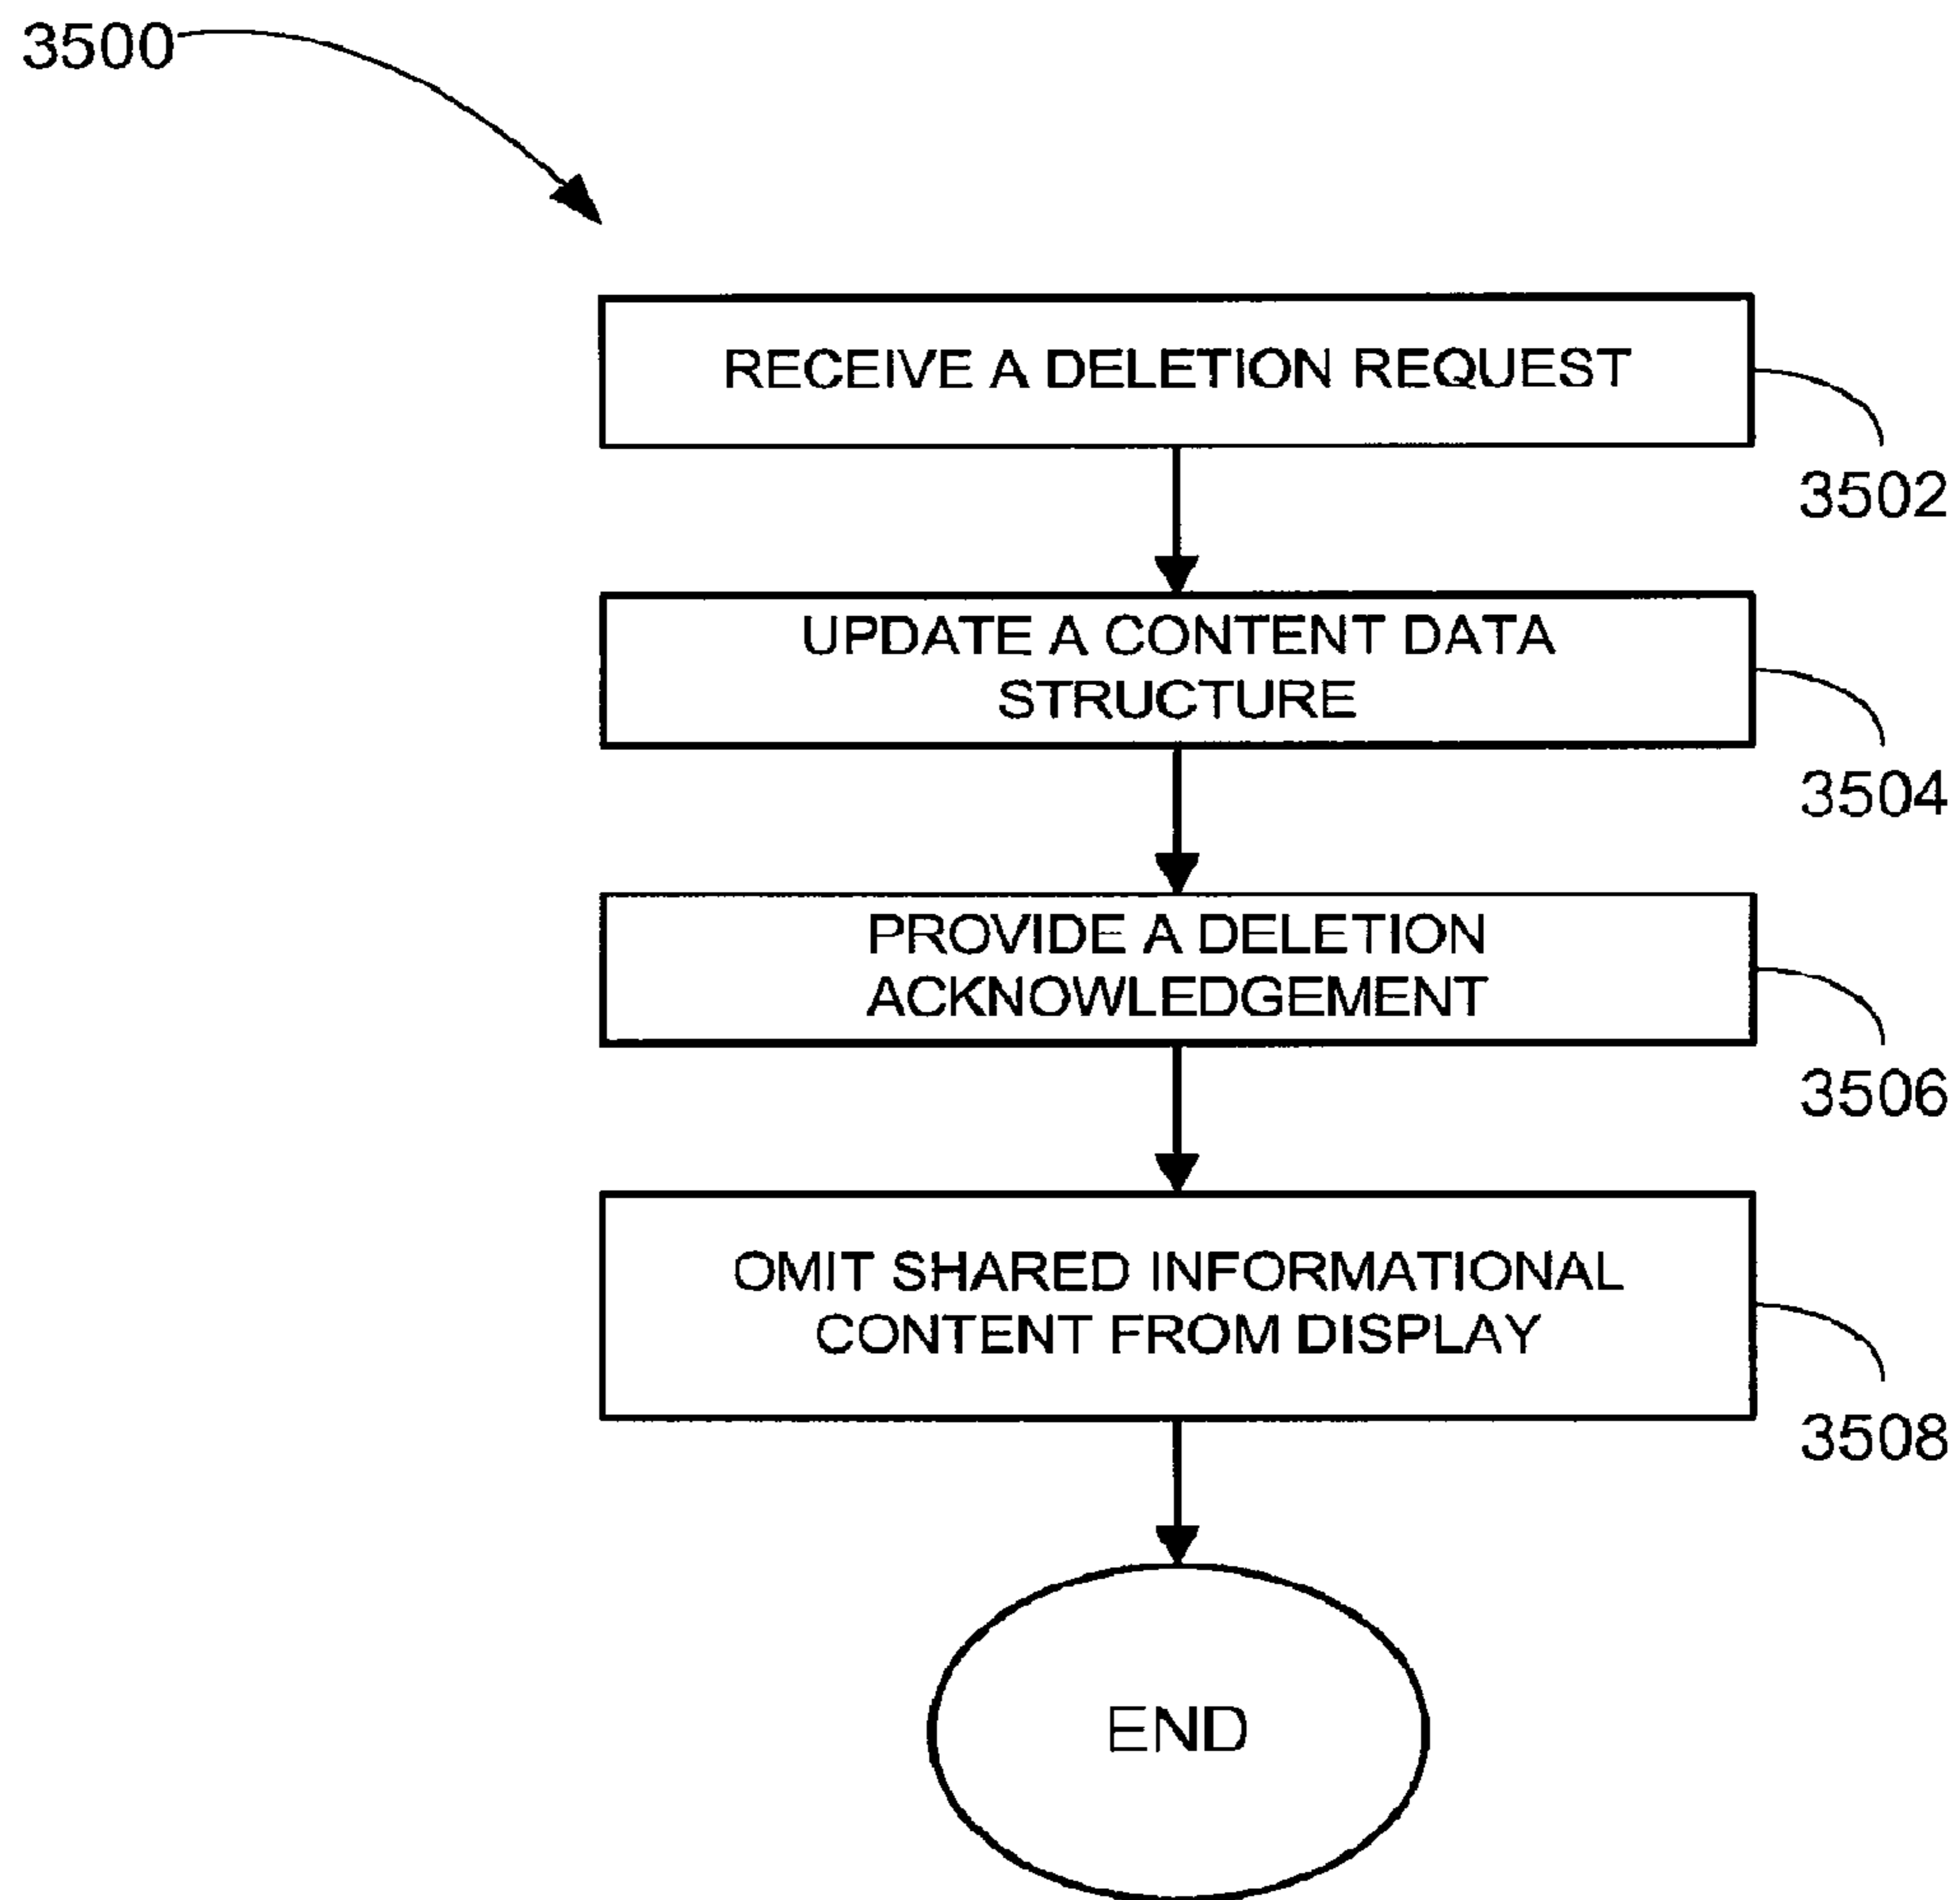 3500
RECEIVE A DELETION REQUEST
3502
UPDATE A CONTENT DATA
STRUCTURE
3504
PROVIDE A DELETION
ACKNOWLEDGEMENT
3506
OMIT SHARED INFORMATIONAL
CONTENT FROM DISPLAY
3508
END